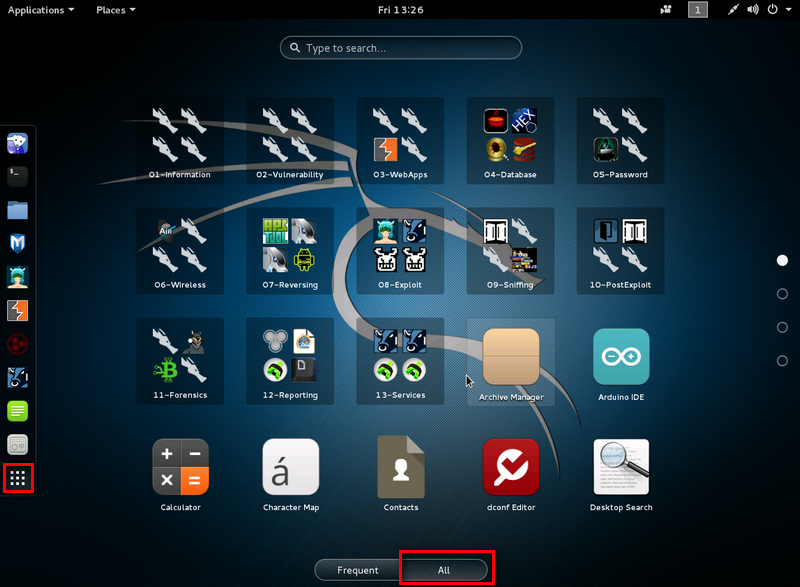 Applications Places Fri 13:26 1
Type to search...
01-Information 02-Vulnerability 03-WebApps 04-Database 05-Password
06-Wireless 07-Reversing 08-Exploit 09-Sniffing 10-PostExploit
11-Forensics 12-Reporting 13-Services Archive Manager Arduino IDE
Calculator Character Map Contacts dconf Editor Desktop Search
Frequent All